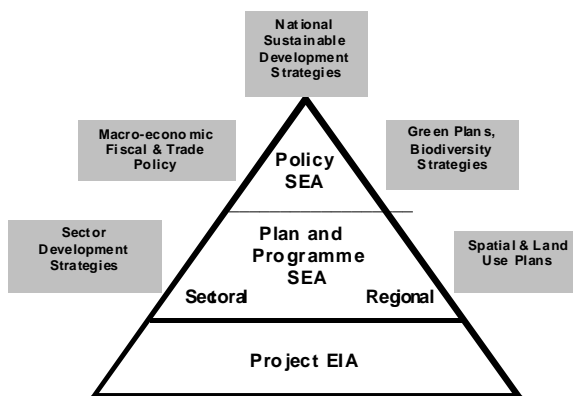 National
Sustainable
Development
Strategies
Macro-economic
Fiscal & Trade
Policy
Green Plans,
Biodiversity
Strategies
Policy
SEA
Sector
Development
Strategies
Plan and
Programme
SEA
Spatial & Land
Use Plans
Sectoral
Regional
Project EIA